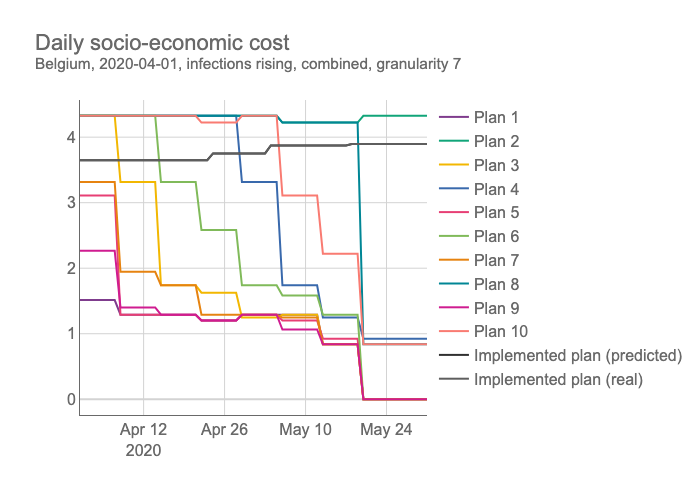 Daily socio-economic cost
Belgium, 2020-04-01, infections rising, combined, granularity 7
4
3
2
1
0
Apr 12
2020
Apr 26
May 10
May 24
Plan 1
Plan 2
Plan 3
Plan 4
Plan 5
Plan 6
Plan 7
Plan 8
Plan 9
Plan 10
Implemented plan (predicted)
Implemented plan (real)